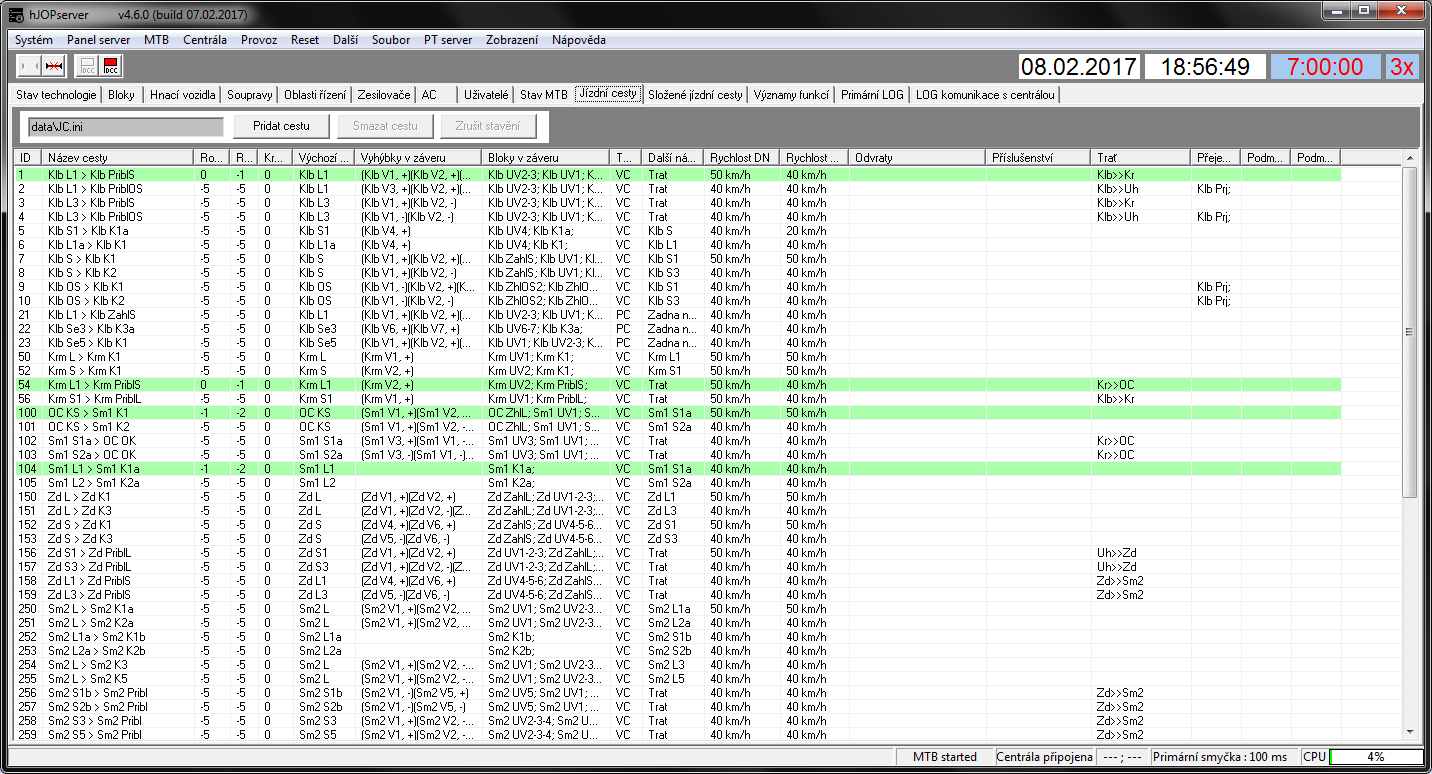 hJOPserver v4.6.0 (build 07.02.2017)
Systém Panel server MTB Centrála Provoz Reset Další Soubor PT server Zobrazení Nápověda
DCC DCC 08.02.2017 18:56:49 7:00:00 3x
Stav technologie Bloky Hnací vozidla Soupravy Oblasti řízení Zesilovače AC Uživatelé Stav MTB Jízdní cesty Složené jízdní cesty Významy funkcí Primární LOG LOG komunikace s centrálou
data\JC.ini Pridat cestu Smazat cestu Zrušit stavění
ID Název cesty Ro... R... Kr... Výchozí ... Vyhýbky v závěru Bloky v závěru T... Další ná... Rychlost DN Rychlost ... Odvraty Příslušenství Trať Přeje... Podm... Podm...
1 Klb L1 > Klb PriblS 0 -1 0 Klb L1 (Klb V1, +)(Klb V2, +)(... Klb UV2-3; Klb UV1; K... VC Trat 50 km/h 40 km/h Klb>>Kr
2 Klb L1 > Klb PriblOS -5 -5 0 Klb L1 (Klb V3, +)(Klb V2, +)(... Klb UV2-3; Klb UV1; K... VC Trat 40 km/h 40 km/h Klb>>Uh Klb Prj;
3 Klb L3 > Klb PriblS -5 -5 0 Klb L3 (Klb V1, +)(Klb V2, -) Klb UV2-3; Klb UV1; K... VC Trat 40 km/h 40 km/h Klb>>Kr
4 Klb L3 > Klb PriblOS -5 -5 0 Klb L3 (Klb V1, -)(Klb V2, -) Klb UV2-3; Klb UV1; K... VC Trat 40 km/h 40 km/h Klb>>Uh Klb Prj;
5 Klb S1 > Klb K1a -5 -5 0 Klb S1 (Klb V4, +) Klb UV4; Klb K1a; VC Klb S 40 km/h 20 km/h
6 Klb L1a > Klb K1 -5 -5 0 Klb L1a (Klb V4, +) Klb UV4; Klb K1; VC Klb L1 40 km/h 40 km/h
7 Klb S > Klb K1 -5 -5 0 Klb S (Klb V1, +)(Klb V2, +)(... Klb ZahlS; Klb UV1; Kl... VC Klb S1 50 km/h 50 km/h
8 Klb S > Klb K2 -5 -5 0 Klb S (Klb V1, +)(Klb V2, -) Klb ZahlS; Klb UV1; Kl... VC Klb S3 40 km/h 40 km/h
9 Klb OS > Klb K1 -5 -5 0 Klb OS (Klb V1, -)(Klb V2, +)(K... Klb ZhlOS2; Klb ZhlO... VC Klb S1 40 km/h 40 km/h Klb Prj;
10 Klb OS > Klb K2 -5 -5 0 Klb OS (Klb V1, -)(Klb V2, -) Klb ZhlOS2; Klb ZhlO... VC Klb S3 40 km/h 40 km/h Klb Prj;
21 Klb L1 > Klb ZahlS -5 -5 0 Klb L1 (Klb V1, +)(Klb V2, +)(... Klb UV2-3; Klb UV1; K... PC Zadna n... 40 km/h 40 km/h
22 Klb Se3 > Klb K3a -5 -5 0 Klb Se3 (Klb V6, +)(Klb V7, +) Klb UV6-7; Klb K3a; PC Zadna n... 40 km/h 40 km/h
23 Klb Se5 > Klb K1 -5 -5 0 Klb Se5 (Klb V1, +)(Klb V2, +)(... Klb UV1; Klb UV2-3; ... PC Zadna n... 40 km/h 40 km/h
50 Krm L > Krm K1 -5 -5 0 Krm L (Krm V1, +) Krm UV1; Krm K1; VC Krm L1 50 km/h 50 km/h
52 Krm S > Krm K1 -5 -5 0 Krm S (Krm V2, +) Krm UV2; Krm K1; VC Krm S1 50 km/h 50 km/h
54 Krm L1 > Krm PriblS 0 -1 0 Krm L1 (Krm V2, +) Krm UV2; Krm PriblS; VC Trat 50 km/h 40 km/h Kr>>OC
56 Krm S1 > Krm PriblL -5 -5 0 Krm S1 (Krm V1, +) Krm UV1; Krm PriblL; VC Trat 50 km/h 40 km/h Klb>>Kr
100 OC KS > Sm1 K1 -1 -2 0 OC KS (Sm1 V1, +)(Sm1 V2, ... OC ZhlL; Sm1 UV1; S... VC Sm1 S1a 50 km/h 50 km/h
101 OC KS > Sm1 K2 -5 -5 0 OC KS (Sm1 V1, +)(Sm1 V2, -... OC ZhlL; Sm1 UV1; S... VC Sm1 S2a 40 km/h 40 km/h
102 Sm1 S1a > OC OK -5 -5 0 Sm1 S1a (Sm1 V3, +)(Sm1 V1, -... Sm1 UV3; Sm1 UV1; ... VC Trat 40 km/h 40 km/h Kr>>OC
103 Sm1 S2a > OC OK -5 -5 0 Sm1 S2a (Sm1 V3, -)(Sm1 V1, -... Sm1 UV3; Sm1 UV1; ... VC Trat 40 km/h 40 km/h Kr>>OC
104 Sm1 L1 > Sm1 K1a -1 -2 0 Sm1 L1 Sm1 K1a; VC Sm1 S1a 40 km/h 40 km/h
105 Sm1 L2 > Sm1 K2a -5 -5 0 Sm1 L2 Sm1 K2a; VC Sm1 S2a 40 km/h 40 km/h
150 Zd L > Zd K1 -5 -5 0 Zd L (Zd V1, +)(Zd V2, +) Zd ZahlL; Zd UV1-2-3;... VC Zd L1 50 km/h 50 km/h
151 Zd L > Zd K3 -5 -5 0 Zd L (Zd V1, +)(Zd V2, -)(Z... Zd ZahlL; Zd UV1-2-3;... VC Zd L3 40 km/h 40 km/h
152 Zd S > Zd K1 -5 -5 0 Zd S (Zd V4, +)(Zd V6, +) Zd ZahlS; Zd UV4-5-6... VC Zd S1 50 km/h 50 km/h
153 Zd S > Zd K3 -5 -5 0 Zd S (Zd V5, -)(Zd V6, -) Zd ZahlS; Zd UV4-5-6... VC Zd S3 40 km/h 40 km/h
156 Zd S1 > Zd PriblL -5 -5 0 Zd S1 (Zd V1, +)(Zd V2, +) Zd UV1-2-3; Zd ZahlL;... VC Trat 50 km/h 40 km/h Uh>>Zd
157 Zd S3 > Zd PriblL -5 -5 0 Zd S3 (Zd V1, +)(Zd V2, -)(Z... Zd UV1-2-3; Zd ZahlL;... VC Trat 40 km/h 40 km/h Uh>>Zd
158 Zd L1 > Zd PriblS -5 -5 0 Zd L1 (Zd V4, +)(Zd V6, +) Zd UV4-5-6; Zd ZahlS... VC Trat 40 km/h 40 km/h Zd>>Sm2
159 Zd L3 > Zd PriblS -5 -5 0 Zd L3 (Zd V5, -)(Zd V6, -) Zd UV4-5-6; Zd ZahlS... VC Trat 40 km/h 40 km/h Zd>>Sm2
250 Sm2 L > Sm2 K1a -5 -5 0 Sm2 L (Sm2 V1, +)(Sm2 V2, ... Sm2 UV1; Sm2 UV2-3... VC Sm2 L1a 50 km/h 50 km/h
251 Sm2 L > Sm2 K2a -5 -5 0 Sm2 L (Sm2 V1, +)(Sm2 V2, ... Sm2 UV1; Sm2 UV2-3... VC Sm2 L2a 40 km/h 40 km/h
252 Sm2 L1a > Sm2 K1b -5 -5 0 Sm2 L1a Sm2 K1b; VC Sm2 S1b 40 km/h 40 km/h
253 Sm2 L2a > Sm2 K2b -5 -5 0 Sm2 L2a Sm2 K2b; VC Sm2 S2b 40 km/h 40 km/h
254 Sm2 L > Sm2 K3 -5 -5 0 Sm2 L (Sm2 V1, +)(Sm2 V2, -... Sm2 UV1; Sm2 UV2-3... VC Sm2 L3 40 km/h 40 km/h
255 Sm2 L > Sm2 K5 -5 -5 0 Sm2 L (Sm2 V1, +)(Sm2 V2, -... Sm2 UV1; Sm2 UV2-3... VC Sm2 L5 40 km/h 40 km/h
256 Sm2 S1b > Sm2 Pribl -5 -5 0 Sm2 S1b (Sm2 V1, -)(Sm2 V5, +) Sm2 UV5; Sm2 UV1; ... VC Trat 40 km/h 40 km/h Zd>>Sm2
257 Sm2 S2b > Sm2 Pribl -5 -5 0 Sm2 S2b (Sm2 V1, -)(Sm2 V5, -) Sm2 UV5; Sm2 UV1; ... VC Trat 40 km/h 40 km/h Zd>>Sm2
258 Sm2 S3 > Sm2 Pribl -5 -5 0 Sm2 S3 (Sm2 V1, +)(Sm2 V2, -... Sm2 UV2-3-4; Sm2 U... VC Trat 40 km/h 40 km/h Zd>>Sm2
259 Sm2 S5 > Sm2 Pribl -5 -5 0 Sm2 S5 (Sm2 V1, +)(Sm2 V2, -... Sm2 UV2-3-4; Sm2 U... VC Trat 40 km/h 40 km/h Zd>>Sm2
MTB started Centrála připojena --- ; --- Primární smyčka : 100 ms CPU 4%